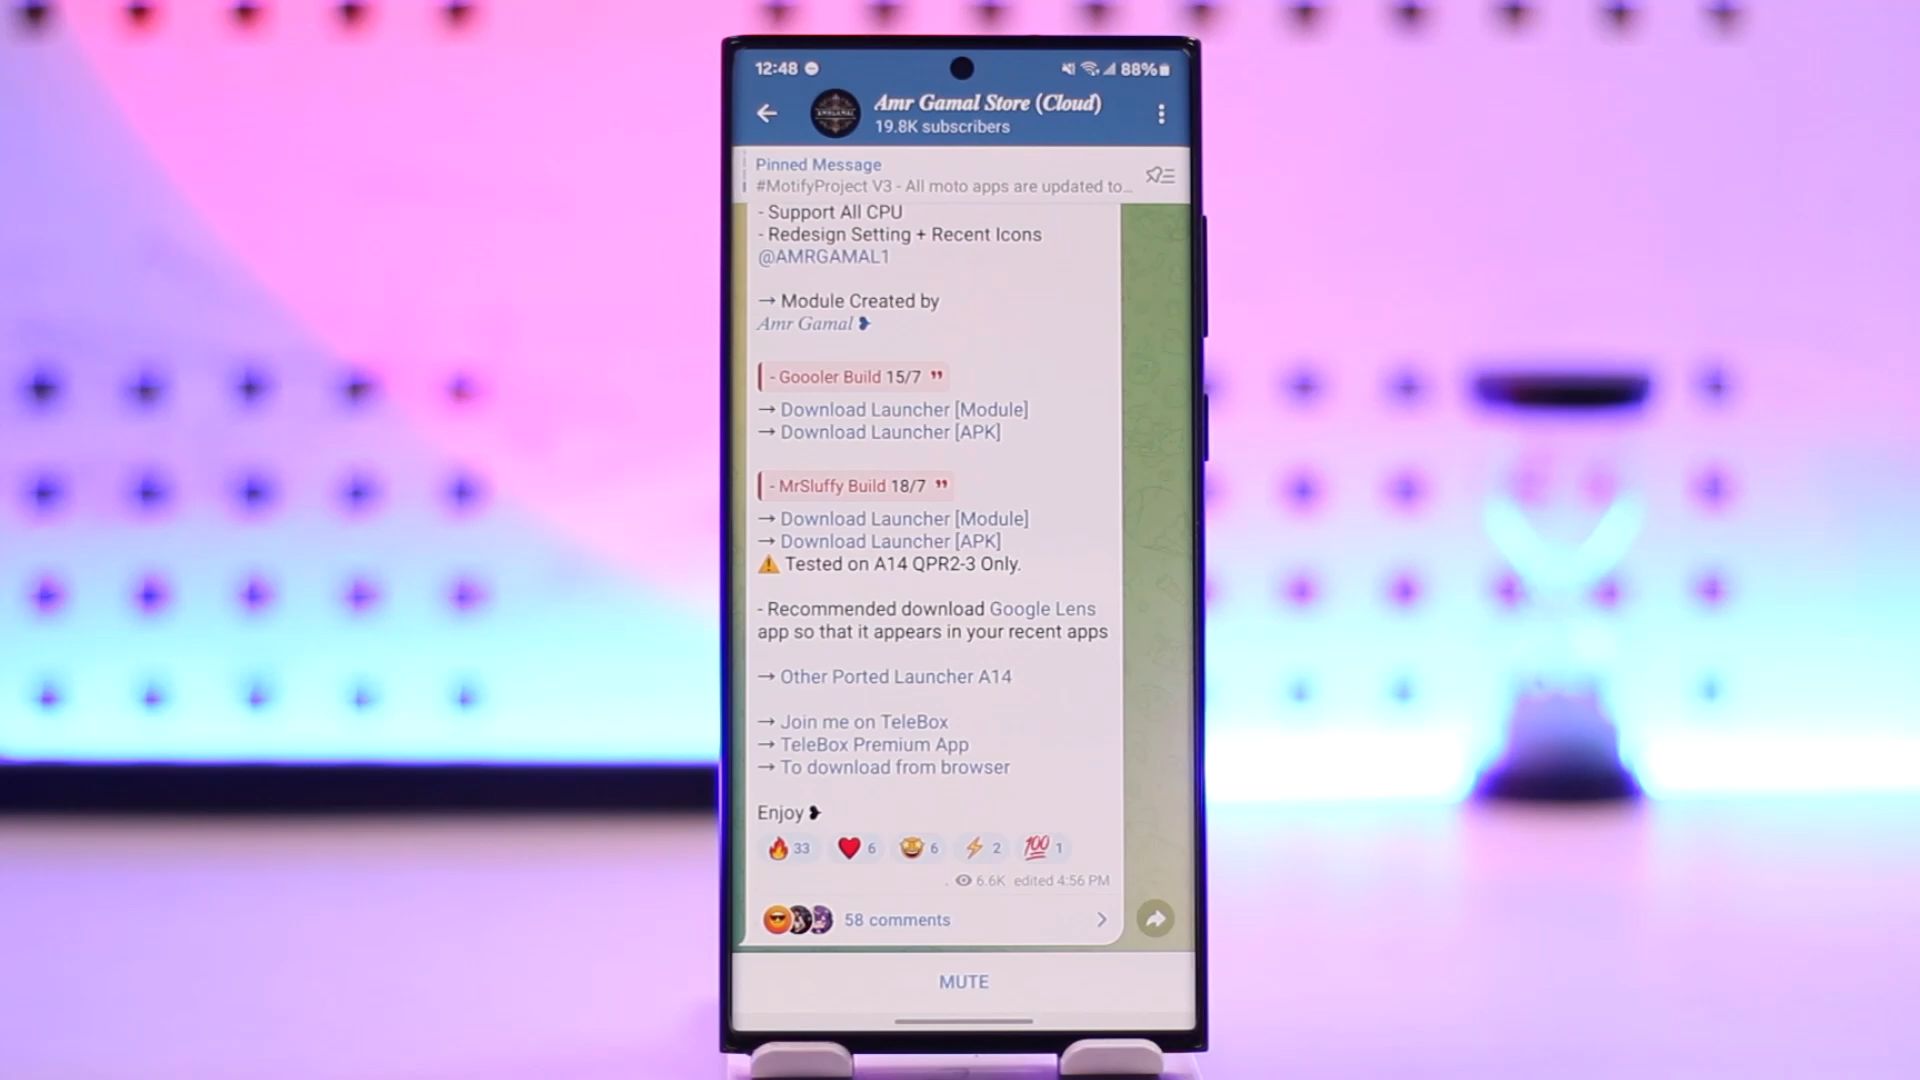 12:48
88%
Amr Gamal Store (Cloud)
19.8K subscribers
Pinned Message
#MotifyProject V3 - All moto apps are updated to...
- Support All CPU
- Redesign Setting + Recent Icons
@AMRGAMAL1
→ Module Created by
Amr Gamal ❥
- Goooler Build 15/7 ”
→ Download Launcher [Module]
→ Download Launcher [APK]
- MrSluffy Build 18/7 ”
→ Download Launcher [Module]
→ Download Launcher [APK]
⚠️ Tested on A14 QPR2-3 Only.
- Recommended download Google Lens
app so that it appears in your recent apps
→ Other Ported Launcher A14
→ Join me on TeleBox
→ TeleBox Premium App
→ To download from browser
Enjoy ❥
🔥 33 ❤️ 6 🤩 6 ⚡ 2 💯 1
6.6K edited 4:56 PM
58 comments
MUTE